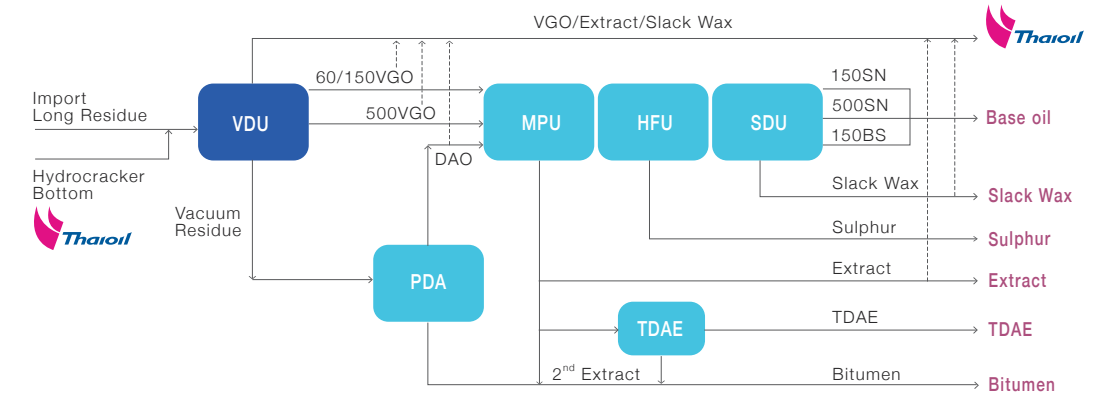 VGO/Extract/Slack Wax
Thaioil
60/150VGO
150SN
Import
Long Residue
VDU
500VGO
MPU
HFU
SDU
500SN
Base oil
150BS
DAO
Hydrocracker
Bottom
Slack Wax
Slack Wax
Vacuum
Residue
Thaioil
Sulphur
Sulphur
PDA
Extract
Extract
TDAE
TDAE
TDAE
2nd Extract
Bitumen
Bitumen